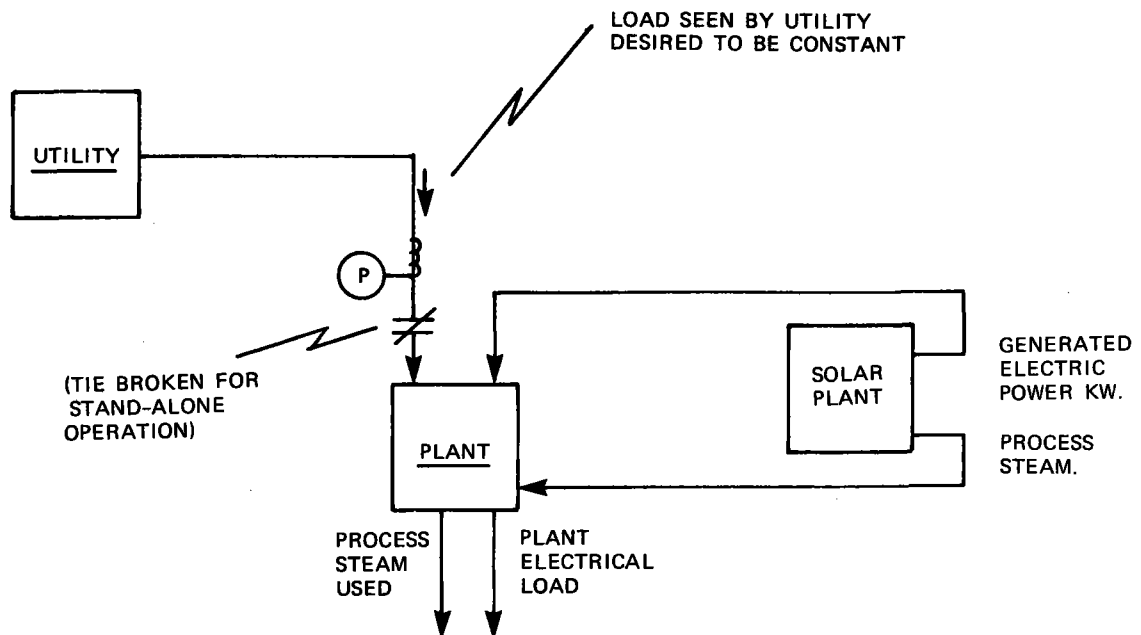 LOAD SEEN BY UTILITY
DESIRED TO BE CONSTANT
UTILITY
P
(TIE BROKEN FOR
STAND-ALONE
OPERATION)
PLANT
SOLAR
PLANT
GENERATED
ELECTRIC
POWER KW.
PROCESS
STEAM.
PROCESS
STEAM
USED
PLANT
ELECTRICAL
LOAD